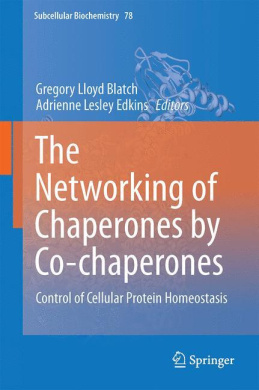 Subcellular Biochemistry 78
Gregory Lloyd Blatch
Adrienne Lesley Edkins Editors
The
Networking of
Chaperones by
Co-chaperones
Control of Cellular Protein Homeostasis
Springer